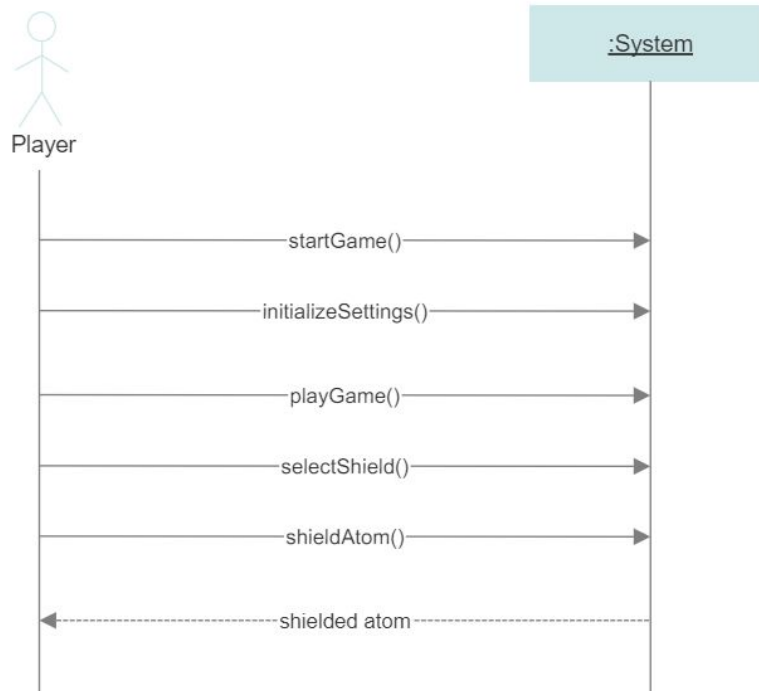 :System
Player
startGame()
initializeSettings()
playGame()
selectShield()
shieldAtom()
shielded atom